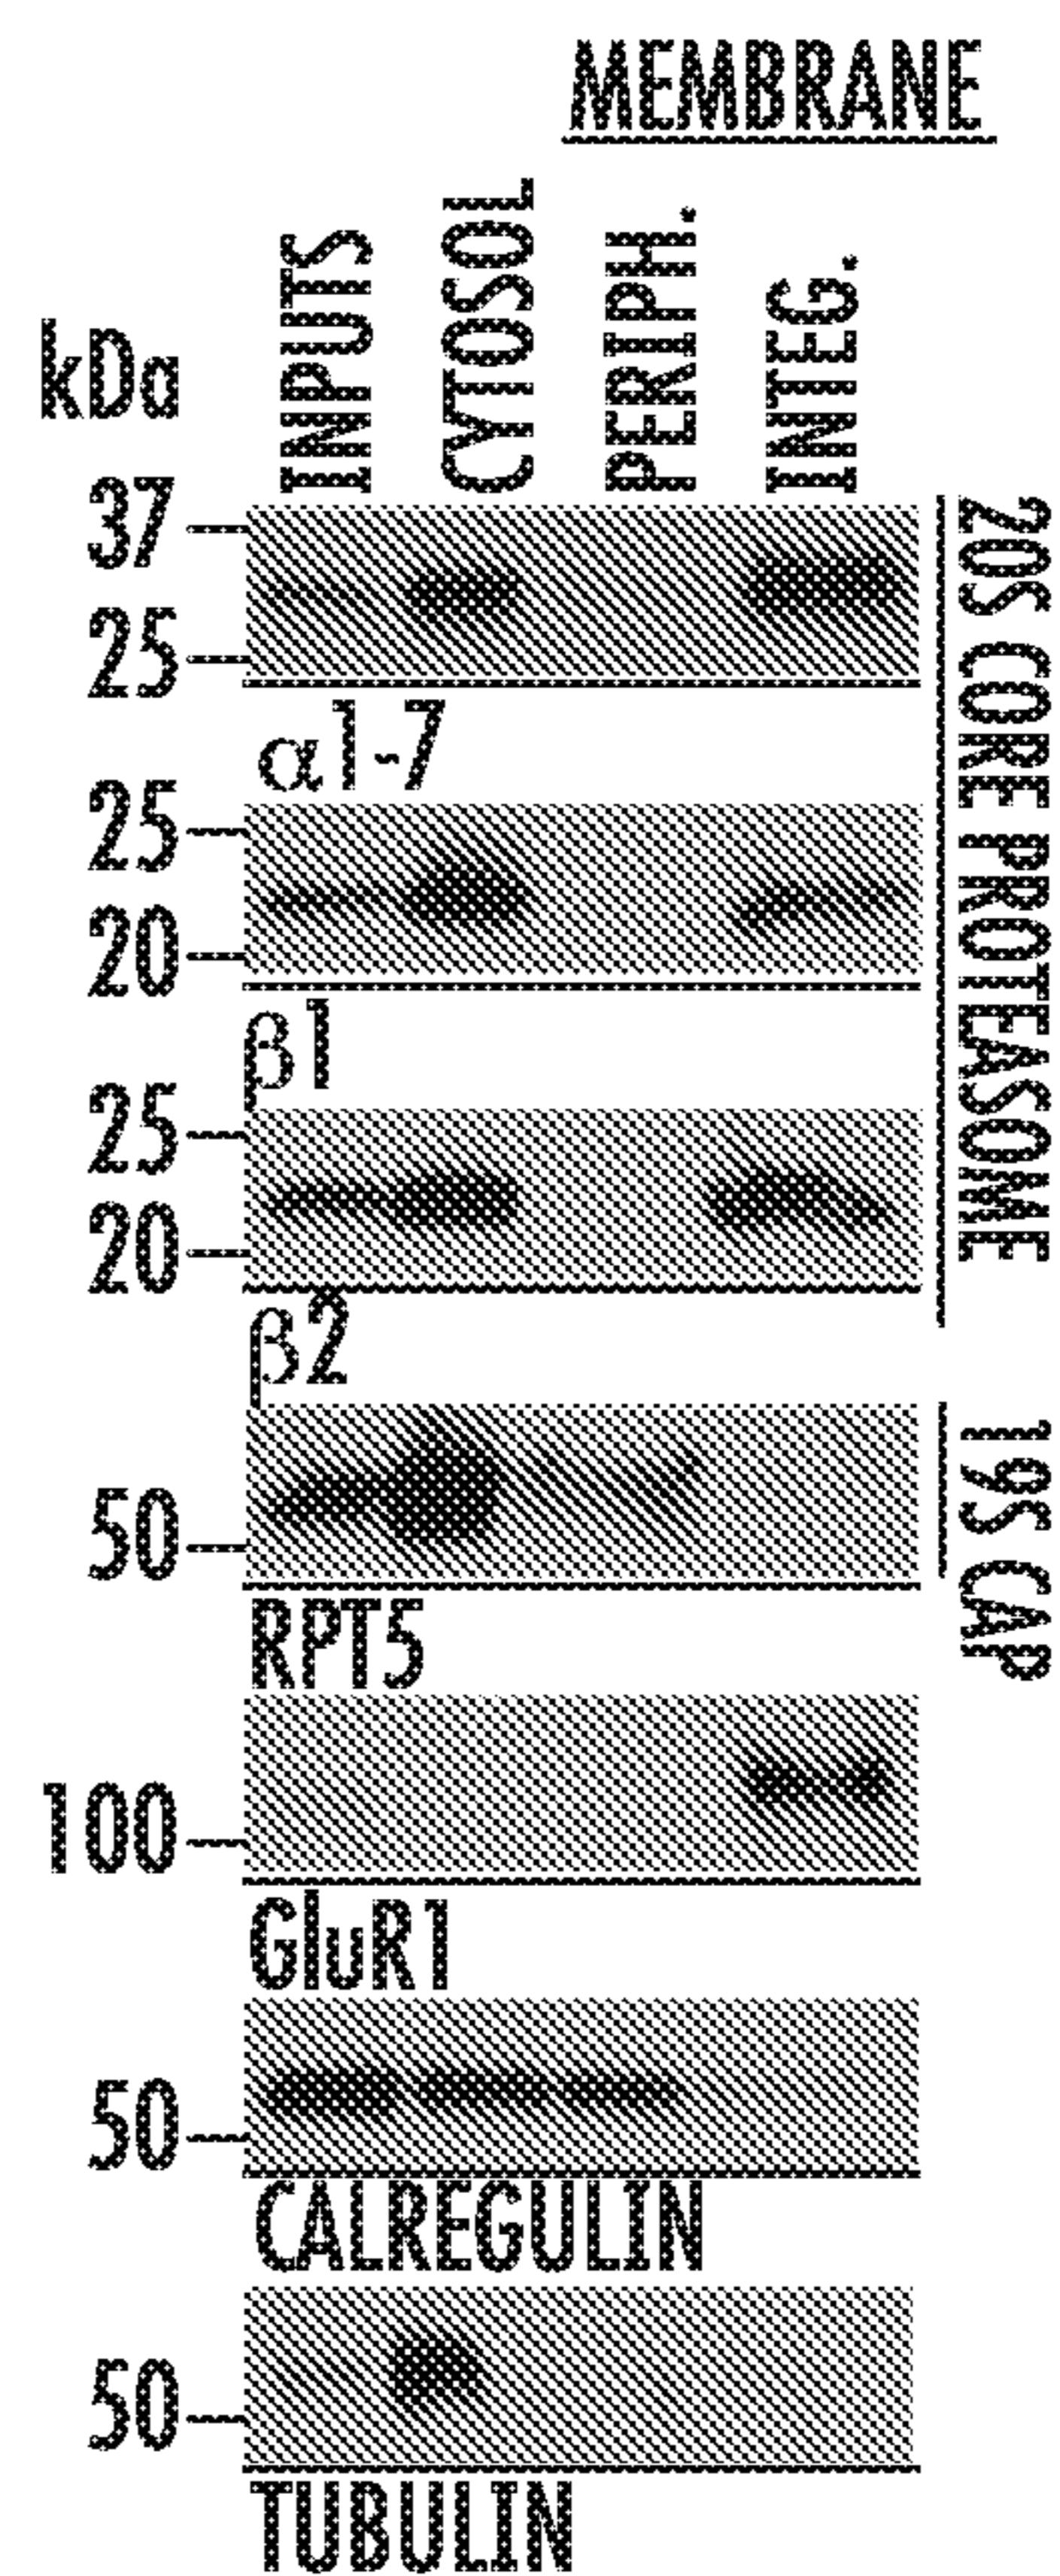 MEMBRANE
kDa
INPUTS
CYTOSOL
PERIPH.
INTEG.
37
25
α1-7
25
20
β1
25
20
β2
20S CORE PROTEASOME
50
RPT5
19S CAP
100
GluR1
50
CALREGULIN
50
TUBULIN